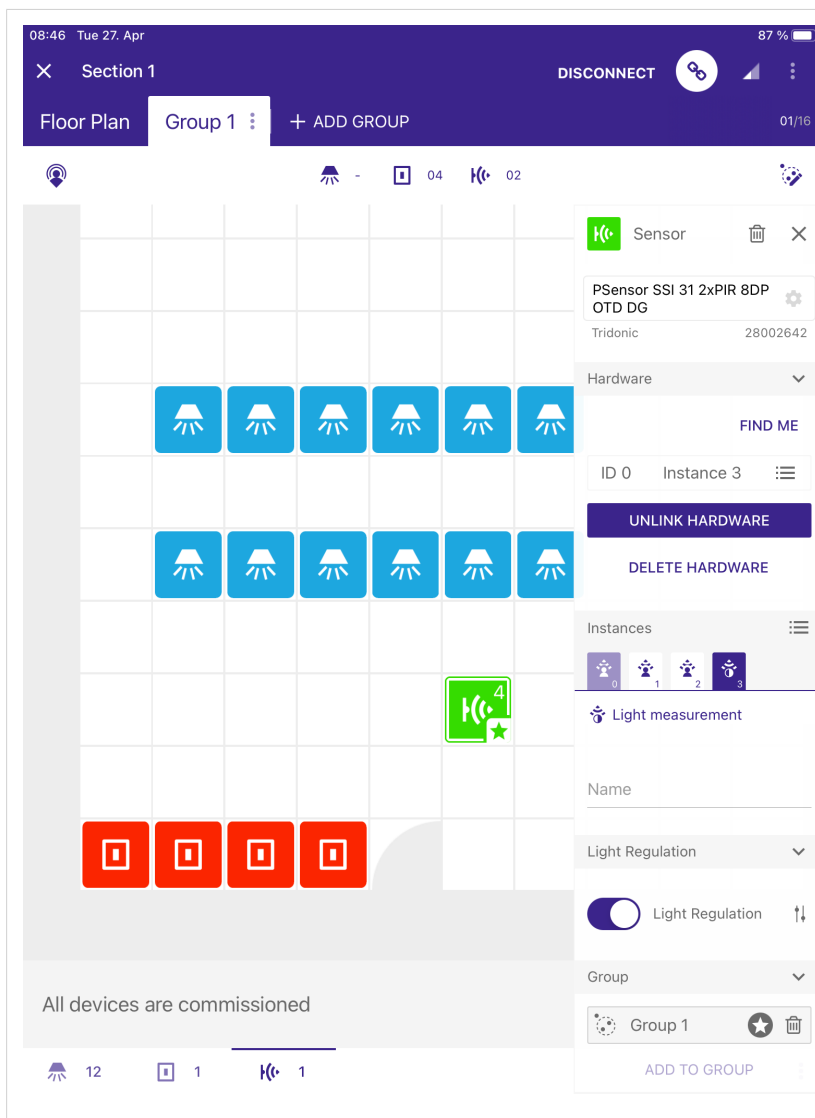 08:46 Tue 27. Apr 87 %
Section 1 DISCONNECT
Floor Plan Group 1 + ADD GROUP 01/16
- 04 02
Sensor
PSensor SSI 31 2xPIR 8DP
OTD DG
Tridonic 28002642
Hardware
FIND ME
ID 0 Instance 3
UNLINK HARDWARE
DELETE HARDWARE
Instances
0 1 2 3
Light measurement
4
Name
Light Regulation
Light Regulation
Group
All devices are commissioned
Group 1
ADD TO GROUP
12 1 1